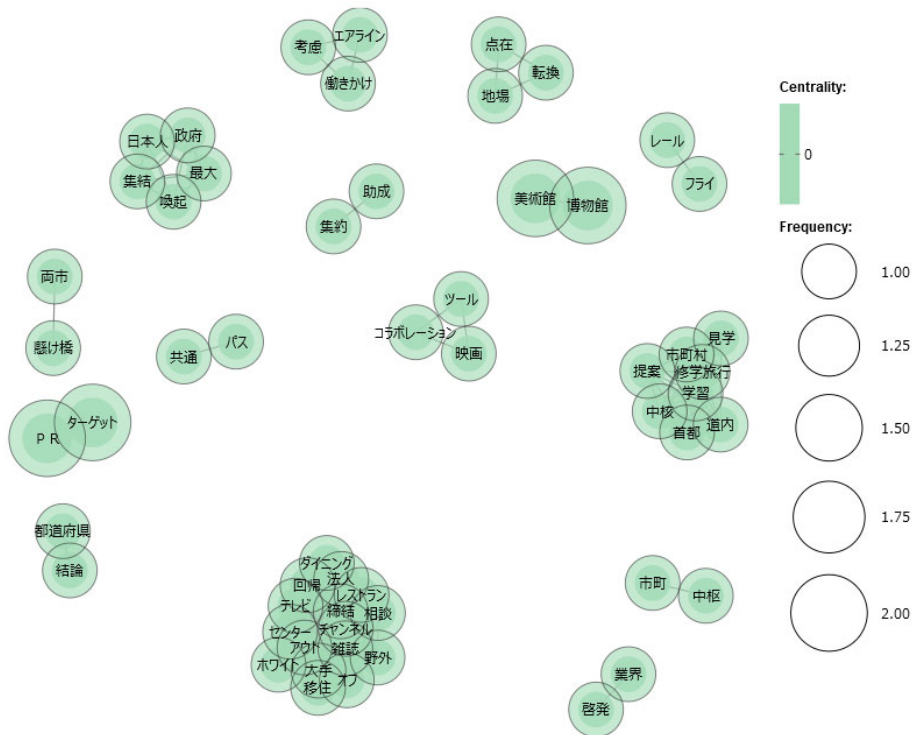 考慮
エアライン
働きかけ
点在
転換
地場
レール
フライ
日本人
政府
集結
最大
喚起
助成
集約
美術館
博物館
両市
懸け橋
共通
パス
ツール
コラボレーション
映画
見学
市町村
提案
修学旅行
学習
中核
首都
道内
ターゲット
ＰＲ
都道府県
結論
ダイニング
回帰
法人
テレビ
レストラン
締結
相談
センター
チャンネル
アウト
雑誌
野外
ホワイト
大手
オフ
移住
市町
中枢
業界
啓発
Centrality:
0
Frequency:
1.00
1.25
1.50
1.75
2.00